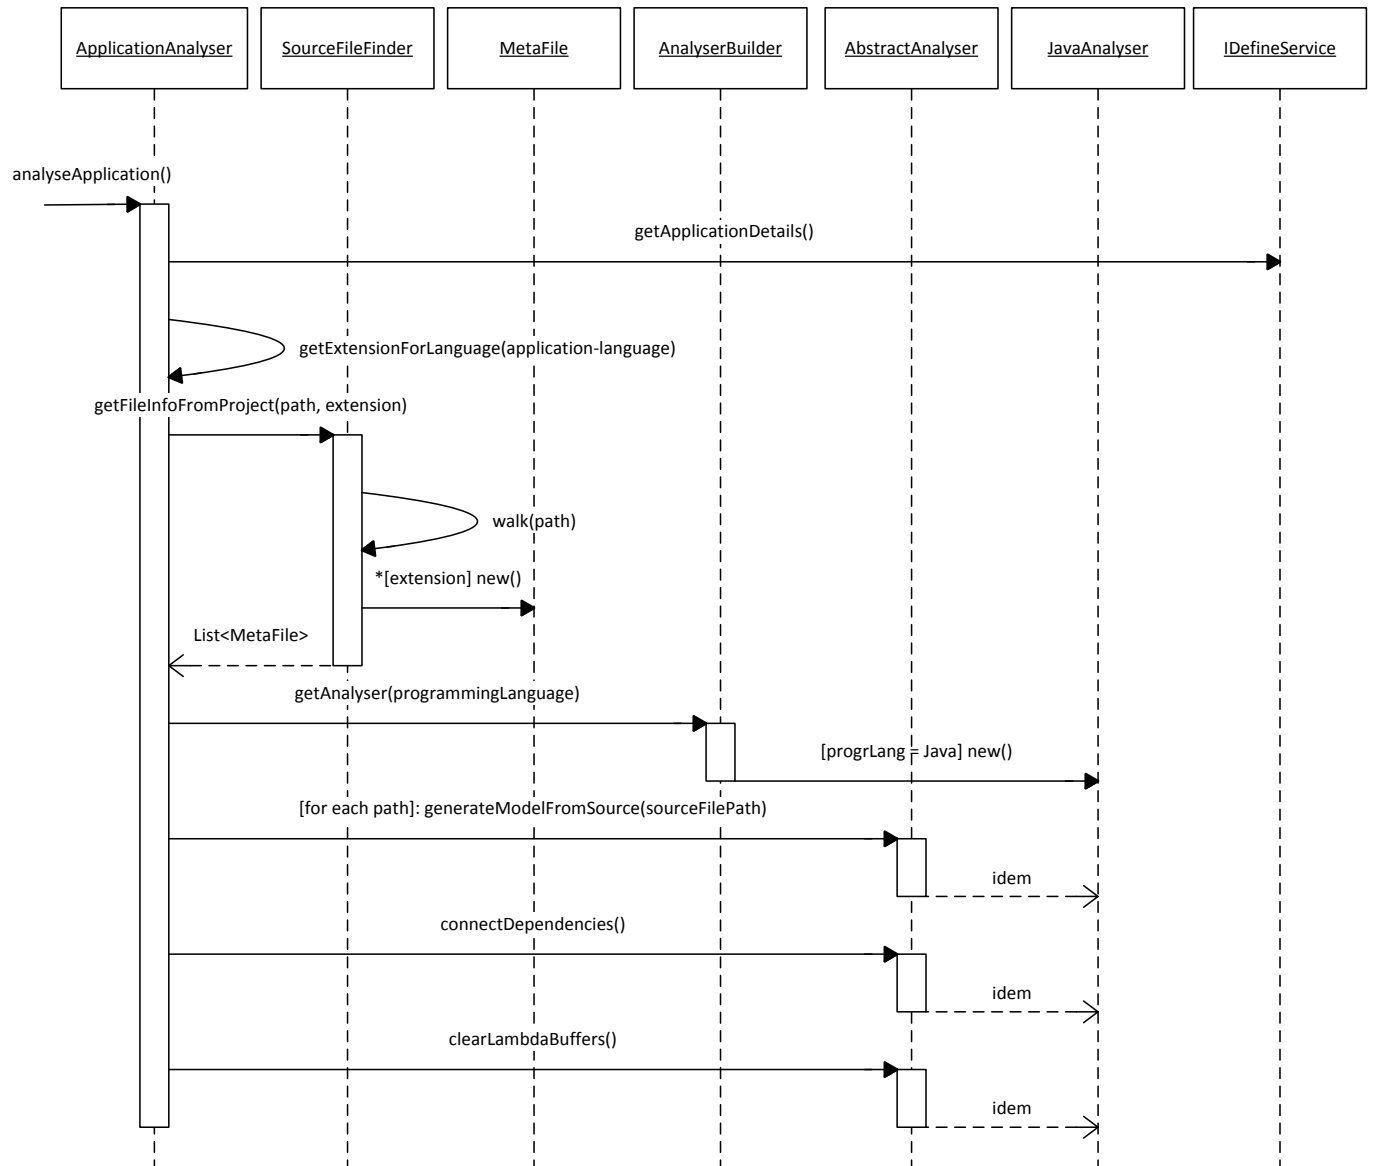 ApplicationAnalyser
SourceFileFinder
MetaFile
AnalyserBuilder
AbstractAnalyser
JavaAnalyser
IDefineService
analyseApplication()
getApplicationDetails()
getExtensionForLanguage(application-language)
getFileInfoFromProject(path, extension)
walk(path)
*[extension] new()
List<MetaFile>
getAnalyser(programmingLanguage)
[progrLang = Java] new()
[for each path]: generateModelFromSource(sourceFilePath)
idem
connectDependencies()
idem
clearLambdaBuffers()
idem